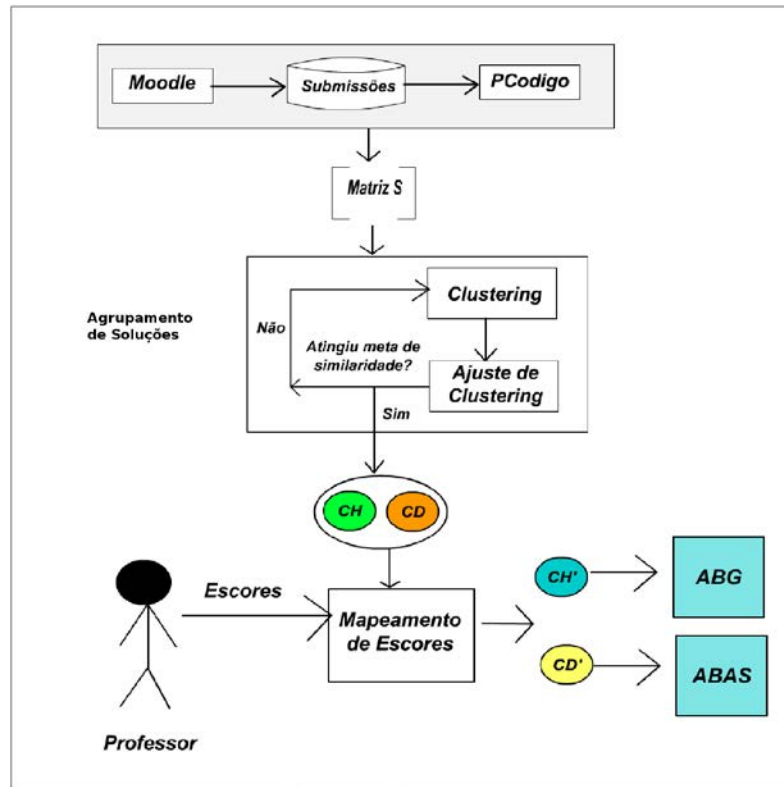 Moodle
Submissões
PCodigo
Matriz S
Agrupamento
de Soluções
Clustering
Não
Atingiu meta de
similaridade?
Ajuste de
Clustering
Sim
CH
CD
Escores
Mapeamento
de Escores
CH'
ABG
CD'
ABAS
Professor